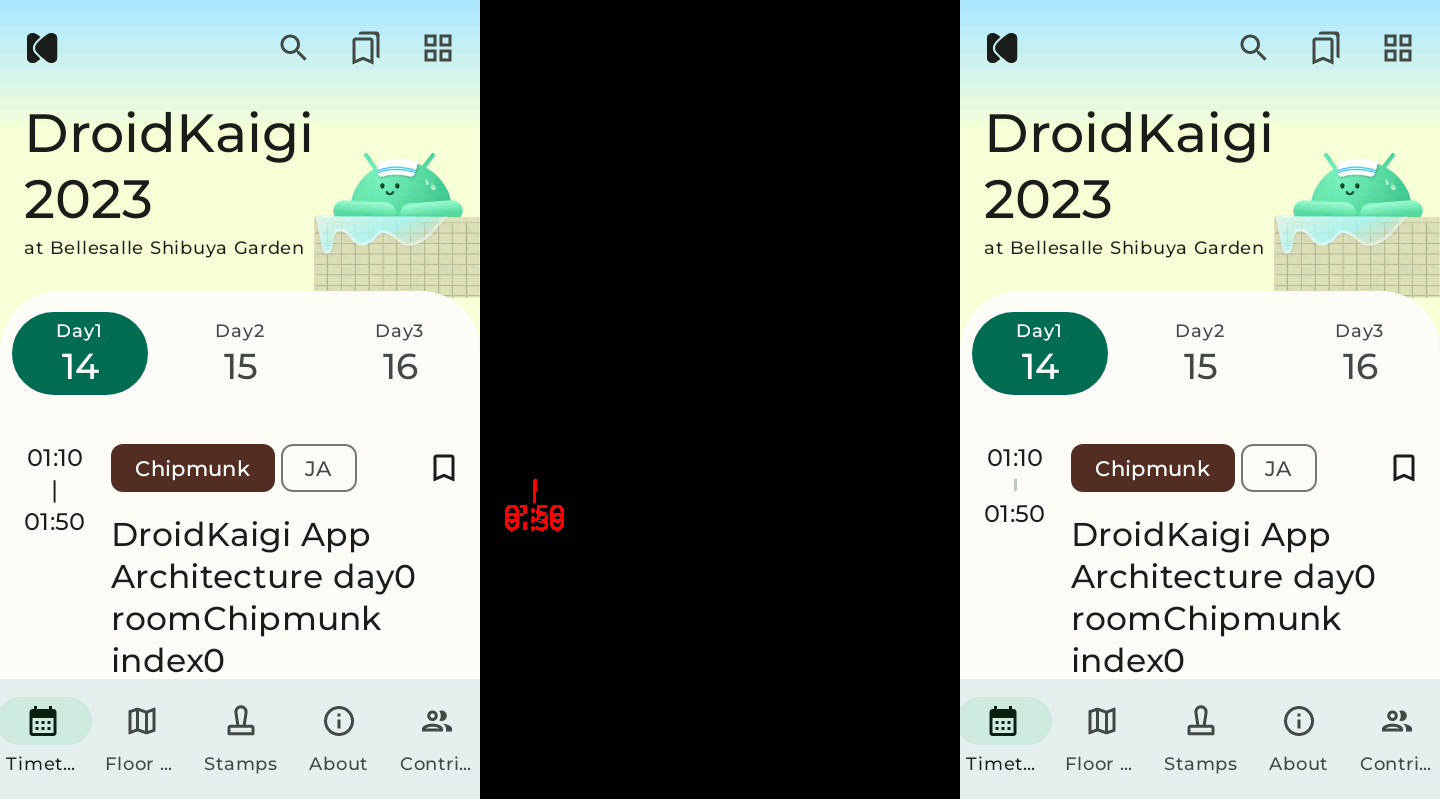 DroidKaigi
2023
at Bellesalle Shibuya Garden
Day1
14
Day2
15
Day3
16
01:10
01:50
Chipmunk
JA
DroidKaigi App
Architecture day0
roomChipmunk
index0
Timet...
Floor ...
Stamps
About
Contri...
DroidKaigi
2023
at Bellesalle Shibuya Garden
Day1
14
Day2
15
Day3
16
01:10
01:50
Chipmunk
JA
DroidKaigi App
Architecture day0
roomChipmunk
index0
Timet...
Floor ...
Stamps
About
Contri...